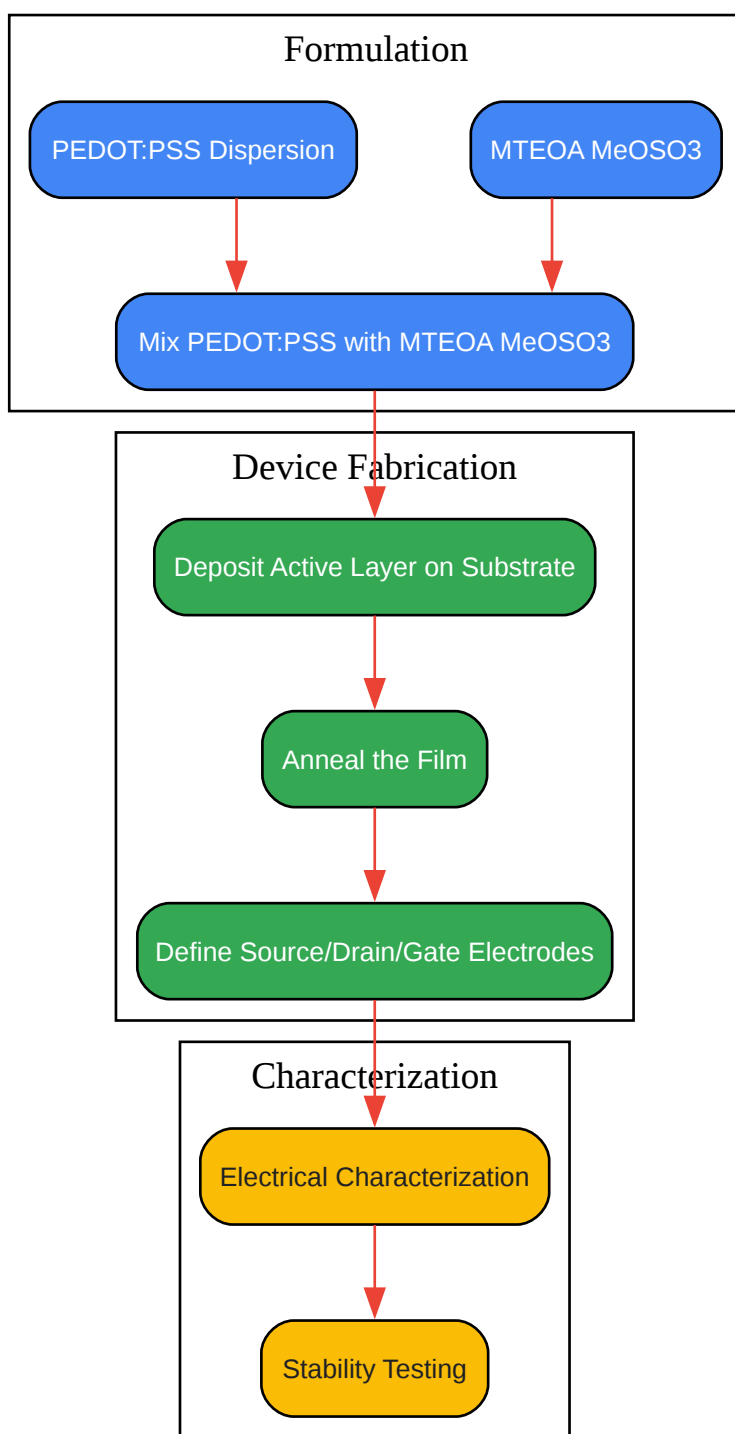 Formulation
PEDOT:PSS Dispersion
MTEOA MeOSO3
Mix PEDOT:PSS with MTEOA MeOSO3
Device Fabrication
Deposit Active Layer on Substrate
Anneal the Film
Define Source/Drain/Gate Electrodes
Characterization
Electrical Characterization
Stability Testing